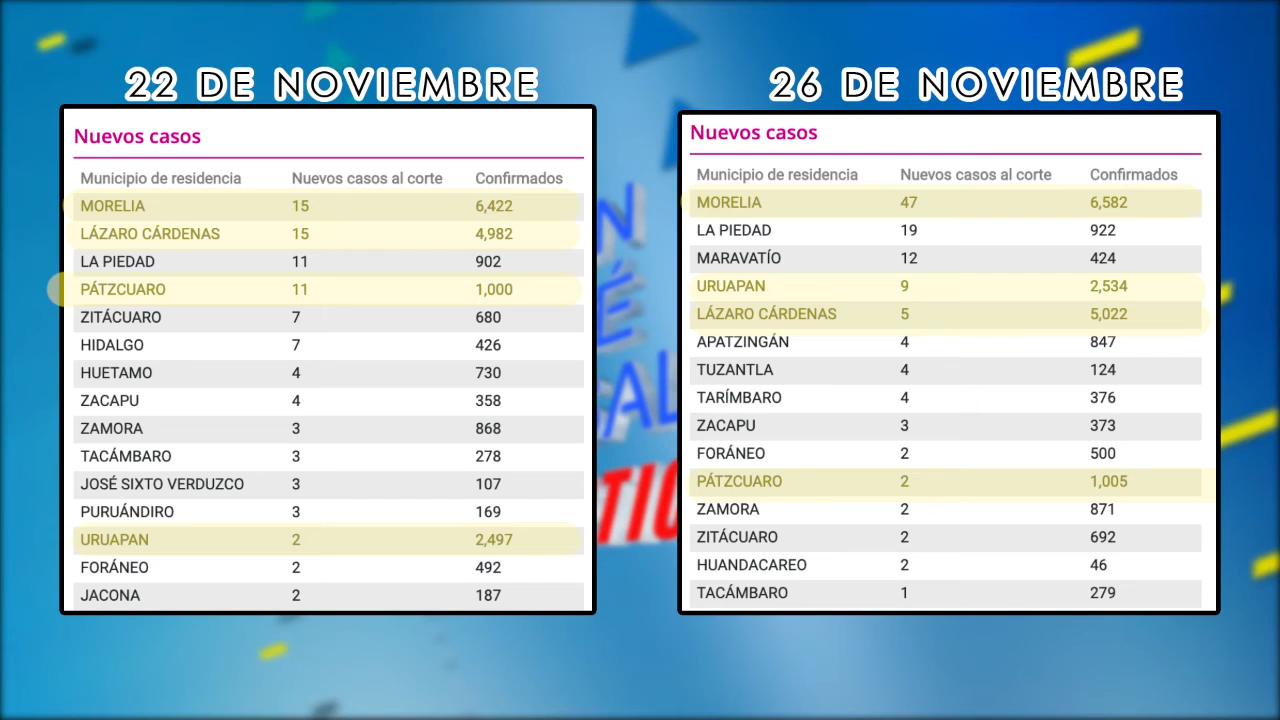 22 DE NOVIEMBRE
Nuevos casos
Municipio de residencia Nuevos casos al corte Confirmados
MORELIA 15 6,422
LÁZARO CÁRDENAS 15 4,982
LA PIEDAD 11 902
PÁTZCUARO 11 1,000
ZITÁCUARO 7 680
HIDALGO 7 426
HUETAMO 4 730
ZACAPU 4 358
ZAMORA 3 868
TACÁMBARO 3 278
JOSÉ SIXTO VERDUZCO 3 107
PURUÁNDIRO 3 169
URUAPAN 2 2,497
FORÁNEO 2 492
JACONA 2 187
26 DE NOVIEMBRE
Nuevos casos
Municipio de residencia Nuevos casos al corte Confirmados
MORELIA 47 6,582
LA PIEDAD 19 922
MARAVATÍO 12 424
URUAPAN 9 2,534
LÁZARO CÁRDENAS 5 5,022
APATZINGÁN 4 847
TUZANTLA 4 124
TARÍMBARO 4 376
ZACAPU 3 373
FORÁNEO 2 500
PÁTZCUARO 2 1,005
ZAMORA 2 871
ZITÁCUARO 2 692
HUANDACAREO 2 46
TACÁMBARO 1 279